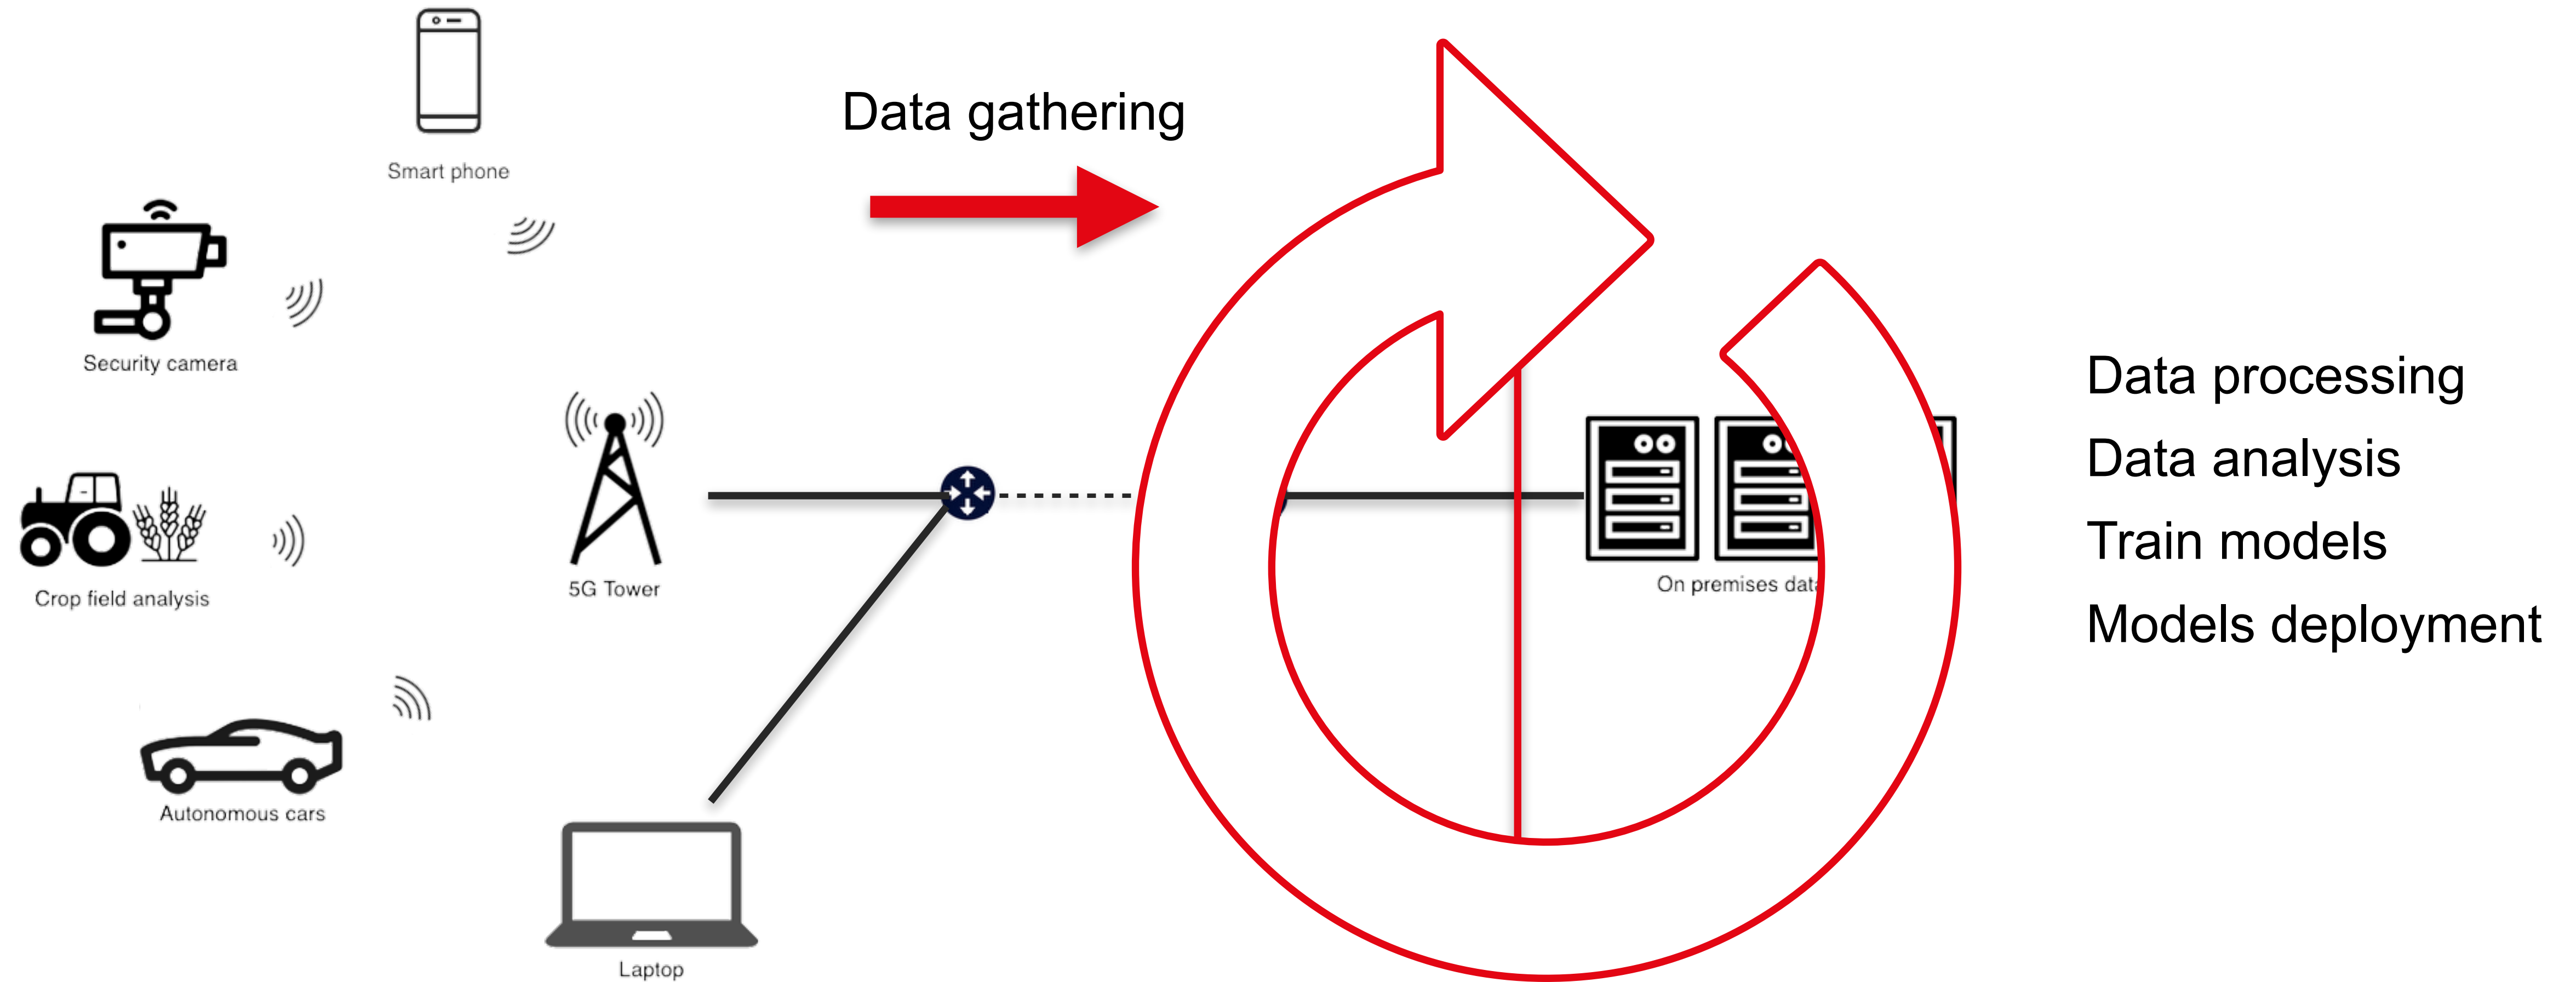 Smart phone
Data gathering
Security camera
Crop field analysis
5G Tower
Autonomous cars
Laptop
On premises
Data processing
Data analysis
Train models
Models deployment